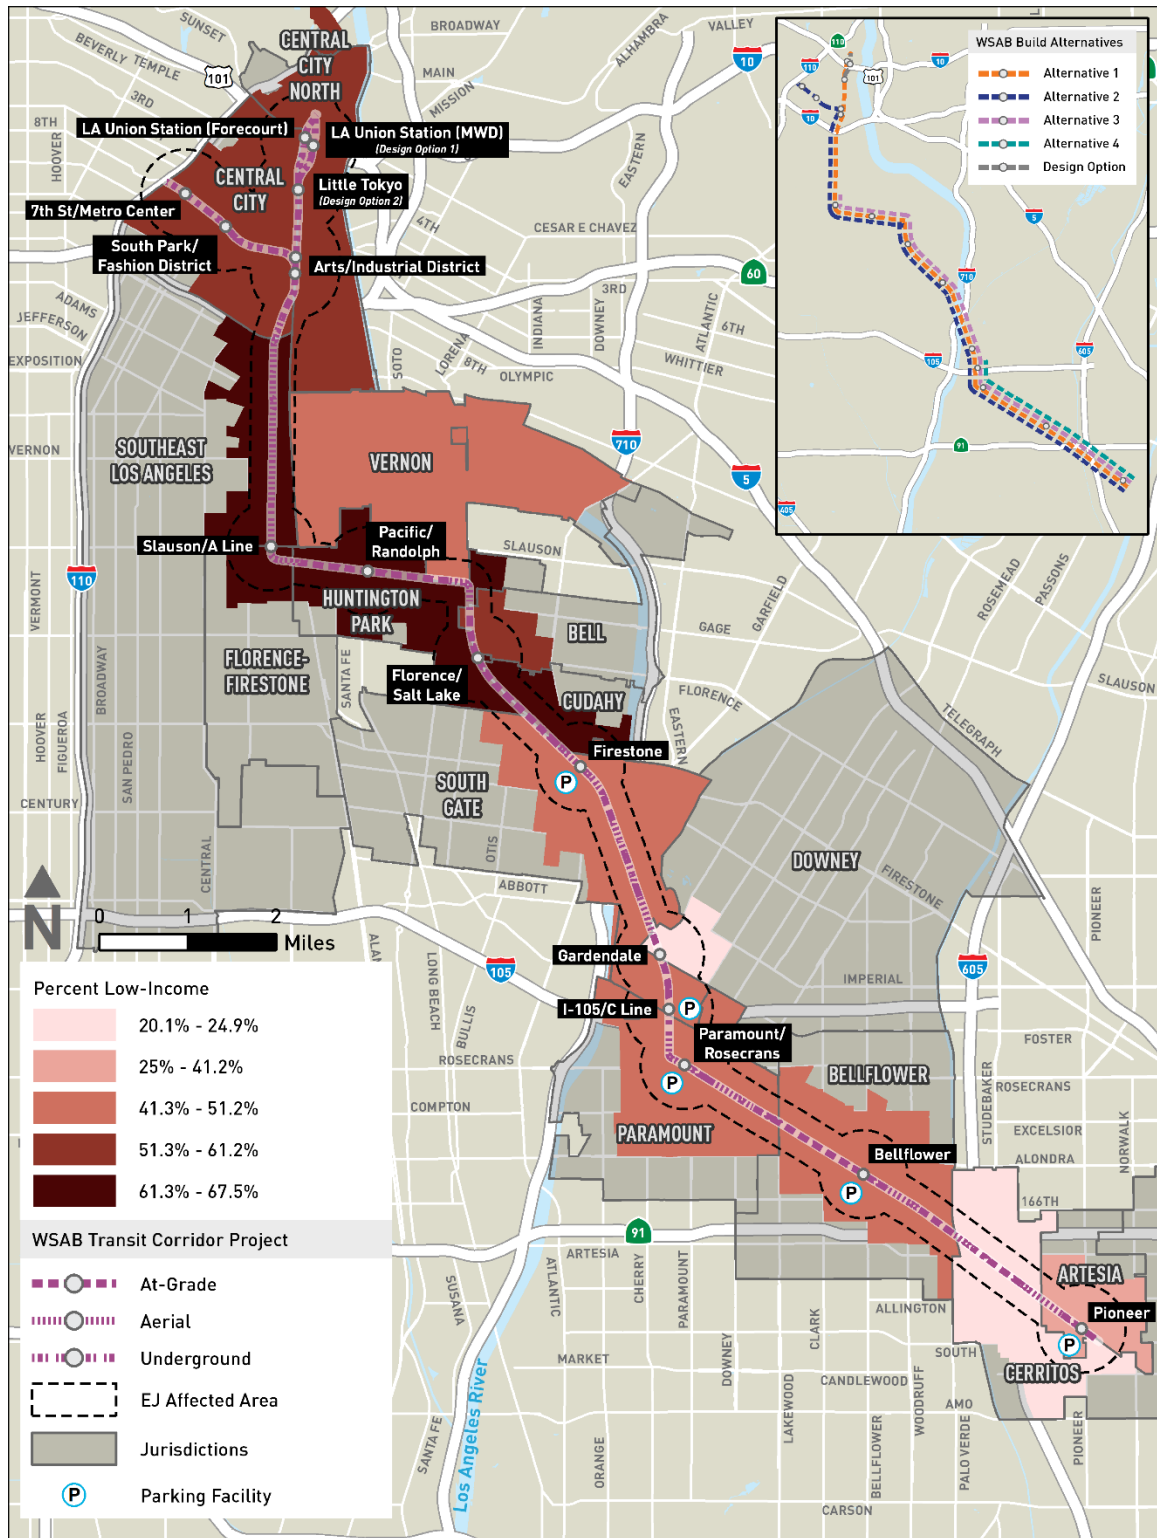 SUNSET
BROADWAY
VALLEY
BEVERLY
TEMPLE
3RD
8TH
HOOVER
101
CENTRAL
CITY
NORTH
MAIN
MISSION
ALHAMBRA
10
EASTERN
LA Union Station (Forecourt)
LA Union Station (MWD)
(Design Option 1)
CENTRAL
CITY
Little Tokyo
(Design Option 2)
7th St/Metro Center
South Park/
Fashion District
Arts/Industrial District
4TH
CESAR E CHAVEZ
60
3RD
INDIANA
DOWNEY
ATLANTIC
6TH
WHITTIER
ADAMS
JEFFERSON
EXPOSITION
SOTO
LORENA
8TH
OLYMPIC
VERNON
SOUTHEAST
LOS ANGELES
VERNON
710
5
Slauson/A Line
Pacific/
Randolph
SLAUSON
110
VERMONT
HUNTINGTON
PARK
BELL
GAGE
GARFIELD
ROSEMEAD
PASSONS
FLORENCE-
FIRESTONE
SANTA FE
BROADWAY
Florence/
Salt Lake
CUDAHY
FLORENCE
EASTERN
SLAUSON
TELEGRAPH
HOOVER
FIGUEROA
SAN PEDRO
Firestone
P
SOUTH
GATE
CENTURY
CENTRAL
OTIS
ABBOTT
DOWNEY
FIRESTONE
PIONEER
N
0 1 2
Miles
ALA
LONG BEACH
BULLIS
105
Gardendale
IMPERIAL
605
I-105/C Line
P
Paramount/
Rosecrans
P
ROSECRANS
COMPTON
BELLFLOWER
STUDEBAKER
FOSTER
ROSECRANS
EXCELSIOR
ALONDRA
NORWALK
PARAMOUNT
Bellflower
P
166TH
91
ARTESIA
ATLANTIC
CHERRY
PARAMOUNT
SUSANA
ARTESIA
Pioneer
P
ALLINGTON
SOUTH
CERRITOS
MARKET
DOWNEY
CLARK
CANDLEWOOD
WOODRUFF
LAKEWOOD
BELLFLOWER
PALO VERDE
AMO
PIONEER
SANTA FE
Los Angeles River
ORANGE
CARSON
Percent Low-Income
20.1% - 24.9%
25% - 41.2%
41.3% - 51.2%
51.3% - 61.2%
61.3% - 67.5%
WSAB Transit Corridor Project
At-Grade
Aerial
Underground
EJ Affected Area
Jurisdictions
P Parking Facility
WSAB Build Alternatives
Alternative 1
Alternative 2
Alternative 3
Alternative 4
Design Option
110
101
10
110
10
5
710
105
605
91
405